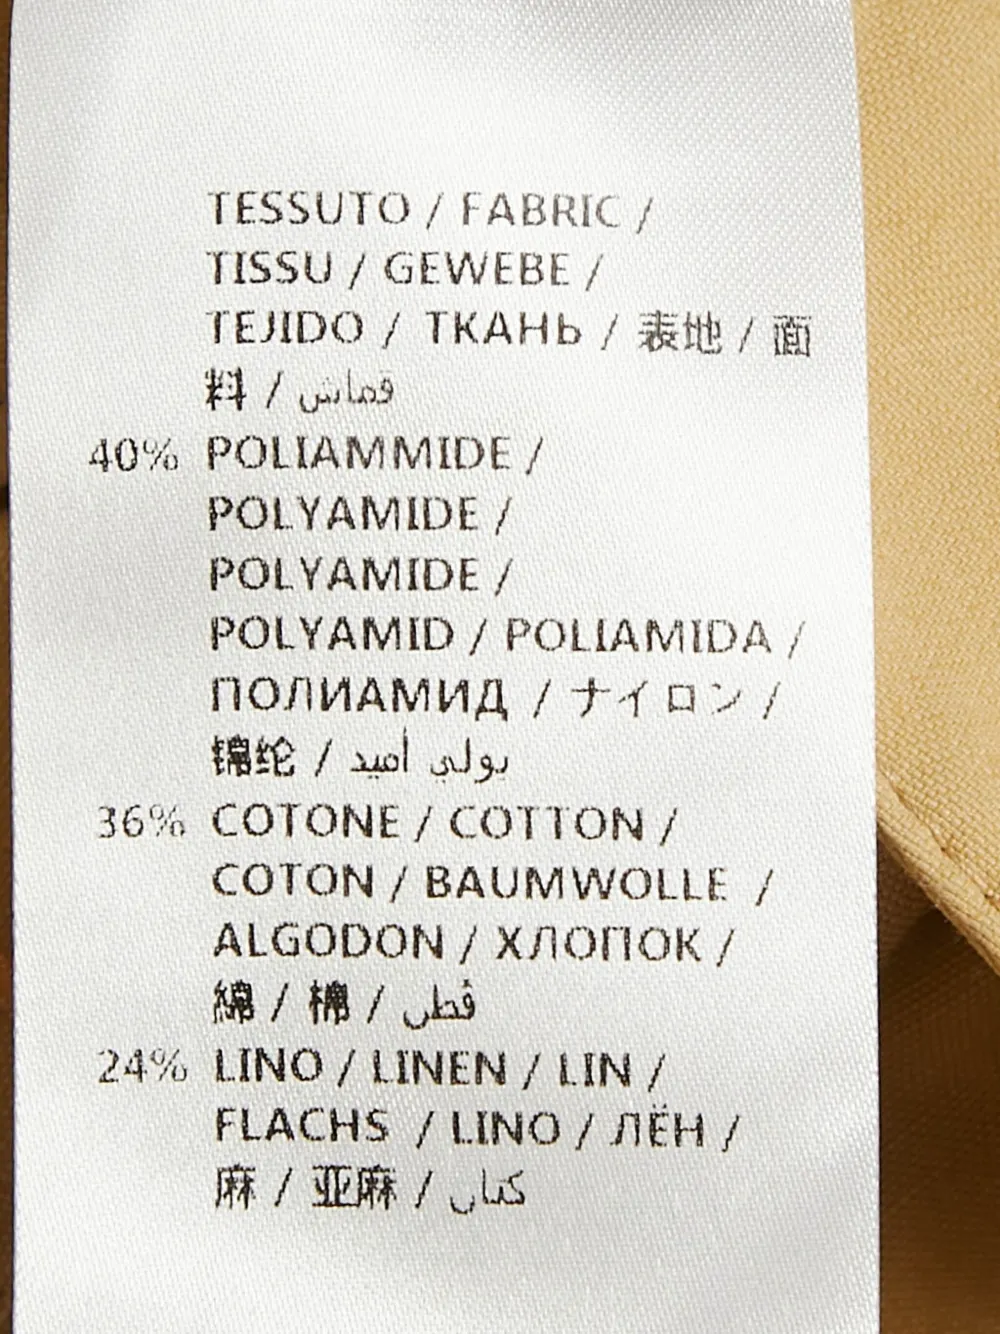 TESSUTO / FABRIC /
TISSU / GEWEBE /
TEJIDO / ТКАНЬ / 表地 / 面
料 / قماش
40% POLIAMMIDE /
POLYAMIDE /
POLYAMIDE /
POLYAMID / POLIAMIDA /
ПОЛИАМИД / ナイロン /
锦纶 / بولي أميد
36% COTONE / COTTON /
COTON / BAUMWOLLE /
ALGODON / ХЛОПОК /
綿 / 棉 / قطن
24% LINO / LINEN / LIN /
FLACHS / LINO / ЛЁН /
麻 / 亚麻 / كتان